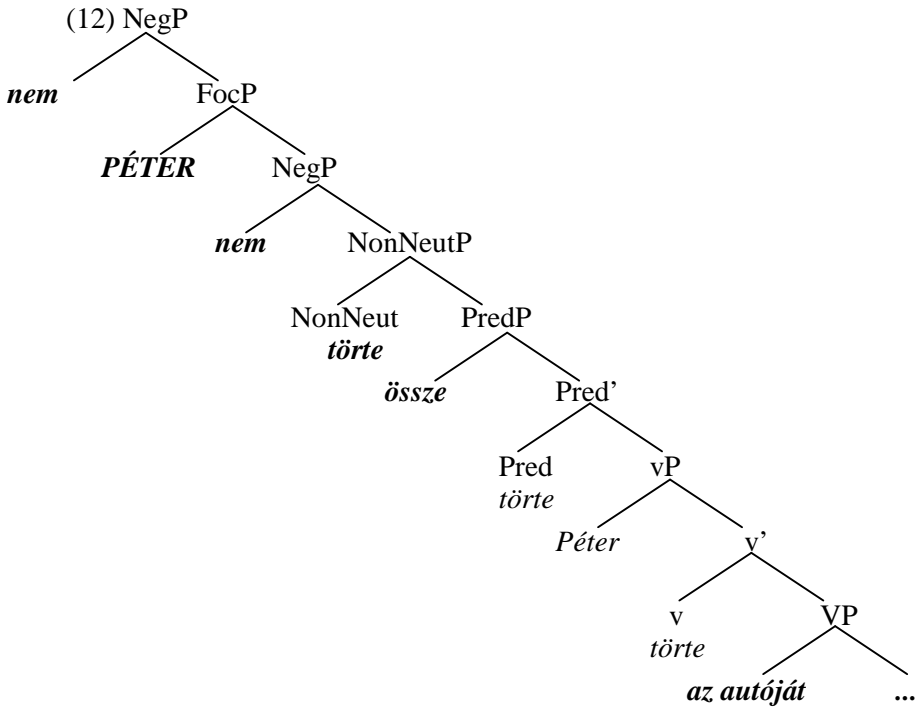 (12) NegP
nem FocP
PÉTER NegP
nem NonNeutP
NonNeut PredP
törte
össze Pred’
Pred vP
törte
Péter v’
v VP
törte
az autóját ...